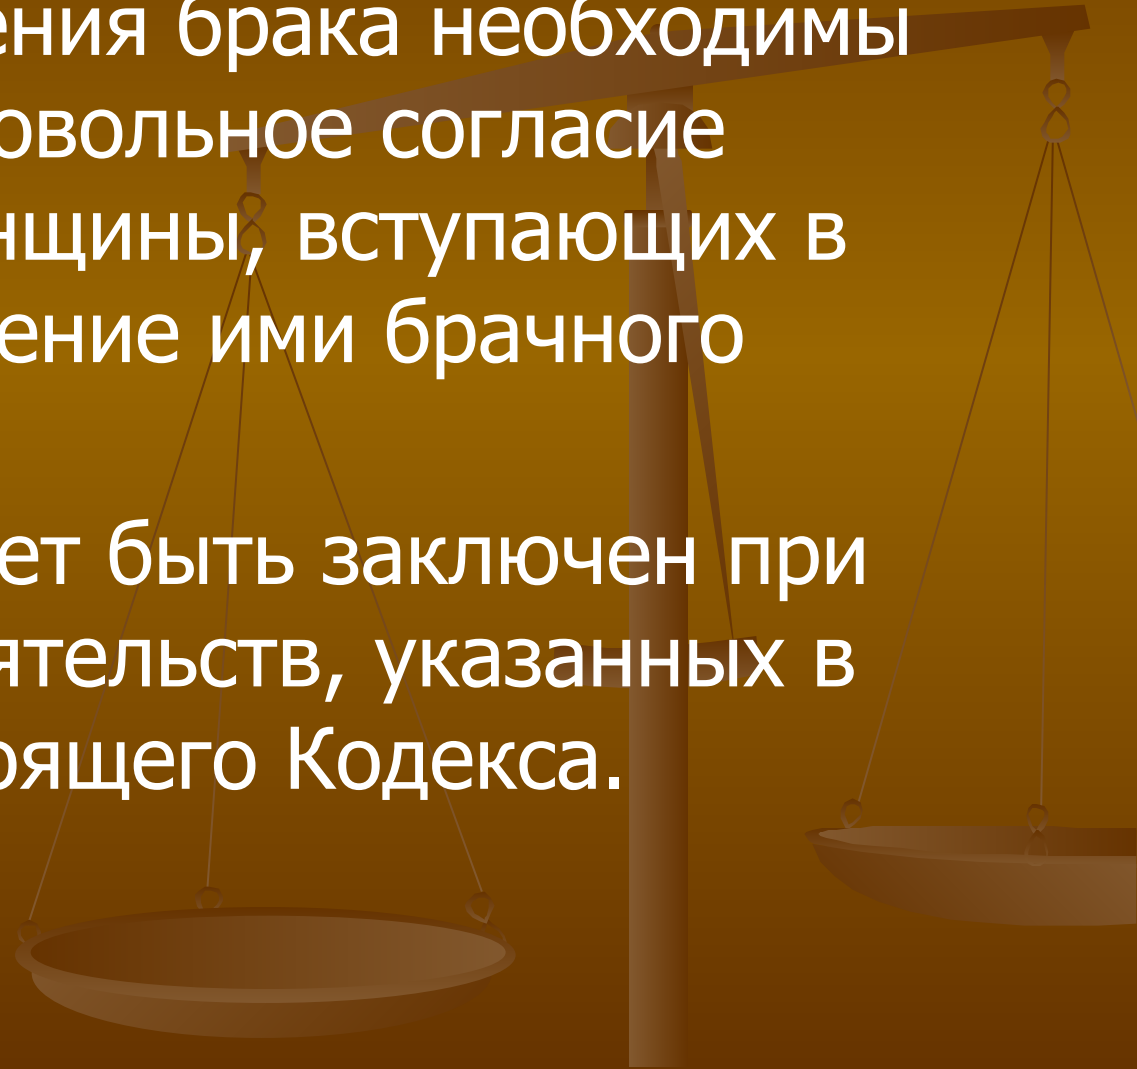 ения брака необходимы
овольное согласие
нщины, вступающих в
ение ими брачного
ет быть заключен при
ятельств, указанных в
оящего Кодекса.